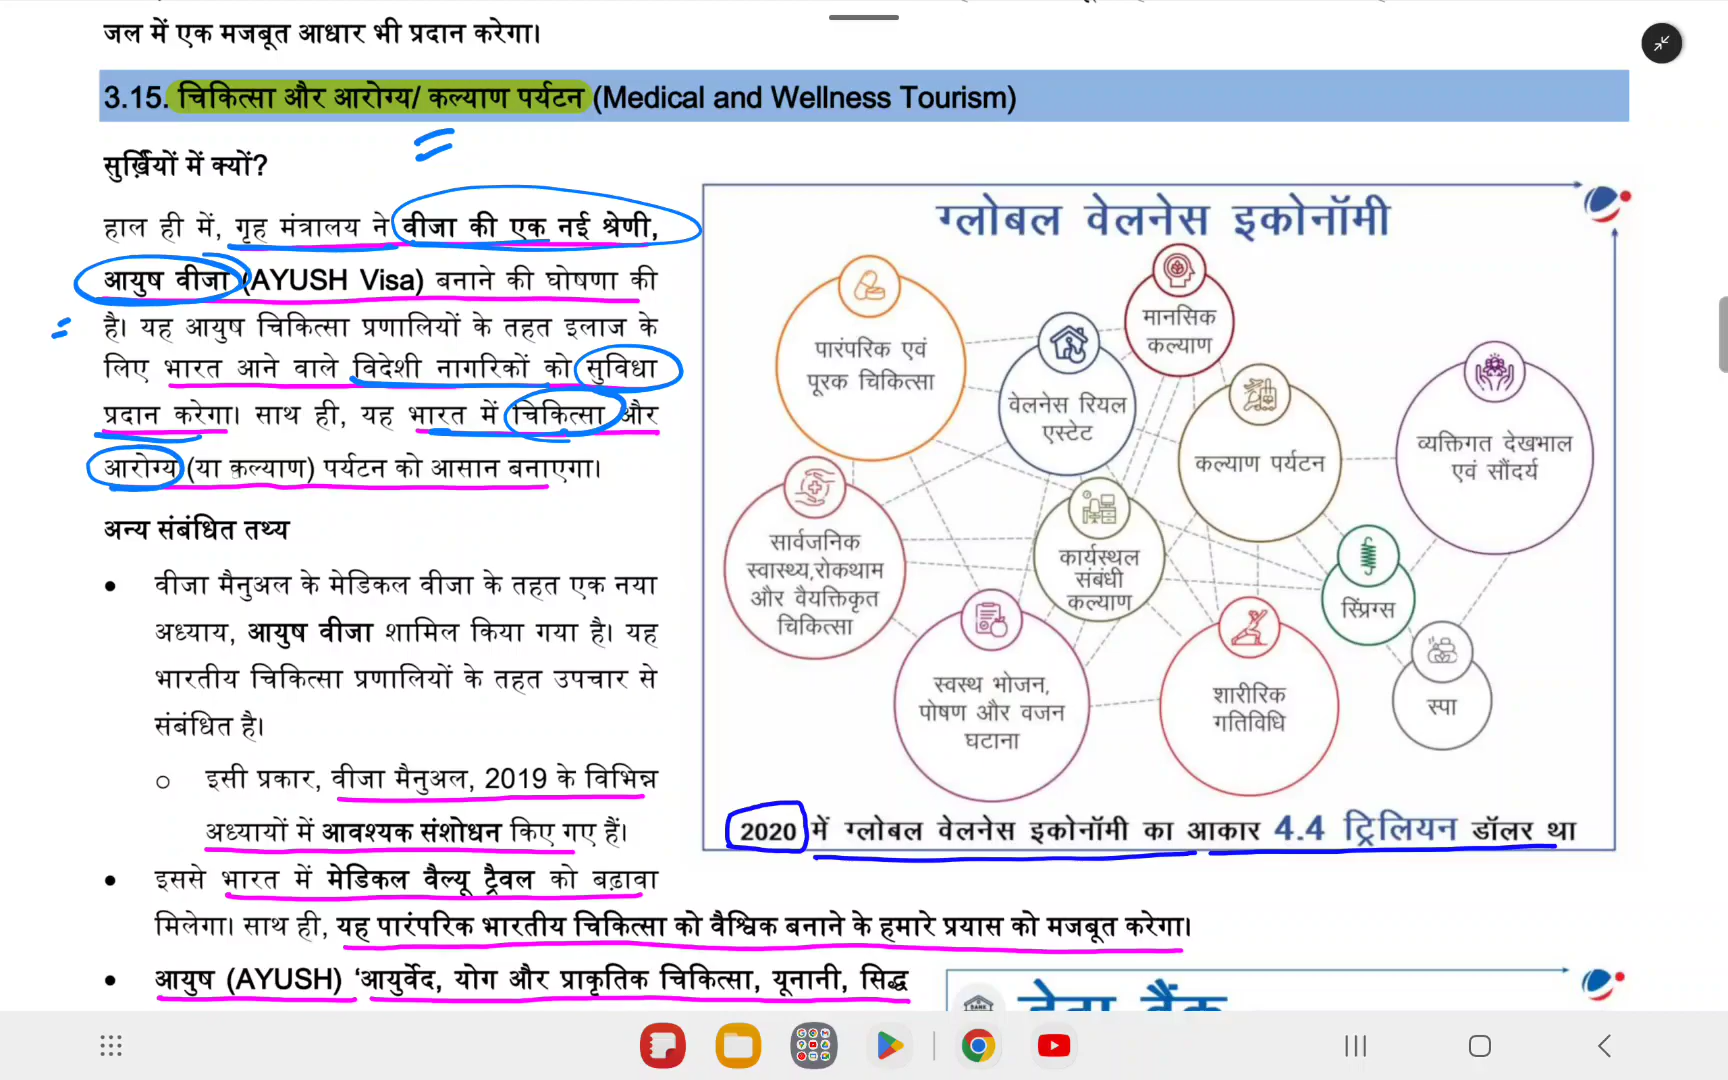 जल में एक मजबूत आधार भी प्रदान करेगा।
3.15. चिकित्सा और आरोग्य/ कल्याण पर्यटन (Medical and Wellness Tourism)
सुर्ख़ियों में क्यों?
हाल ही में, गृह मंत्रालय ने वीजा की एक नई श्रेणी,
आयुष वीजा (AYUSH Visa) बनाने की घोषणा की
है। यह आयुष चिकित्सा प्रणालियों के तहत इलाज के
लिए भारत आने वाले विदेशी नागरिकों को सुविधा
प्रदान करेगा। साथ ही, यह भारत में चिकित्सा और
आरोग्य (या कल्याण) पर्यटन को आसान बनाएगा।
अन्य संबंधित तथ्य
• वीजा मैनुअल के मेडिकल वीजा के तहत एक नया
अध्याय, आयुष वीजा शामिल किया गया है। यह
भारतीय चिकित्सा प्रणालियों के तहत उपचार से
संबंधित है।
o इसी प्रकार, वीजा मैनुअल, 2019 के विभिन्न
अध्यायों में आवश्यक संशोधन किए गए हैं।
• इससे भारत में मेडिकल वैल्यू ट्रैवल को बढ़ावा
मिलेगा। साथ ही, यह पारंपरिक भारतीय चिकित्सा को वैश्विक बनाने के हमारे प्रयास को मजबूत करेगा।
• आयुष (AYUSH) ‘आयुर्वेद, योग और प्राकृतिक चिकित्सा, यूनानी, सिद्ध
ग्लोबल वेलनेस इकोनॉमी
पारंपरिक एवं
पूरक चिकित्सा
मानसिक
कल्याण
वेलनेस रियल
एस्टेट
कल्याण पर्यटन
व्यक्तिगत देखभाल
एवं सौंदर्य
सार्वजनिक
स्वास्थ्य,रोकथाम
और वैयक्तिकृत
चिकित्सा
कार्यस्थल
संबंधी
कल्याण
स्प्रिंग्स
स्वस्थ भोजन,
पोषण और वजन
घटाना
शारीरिक
गतिविधि
स्पा
2020 में ग्लोबल वेलनेस इकोनॉमी का आकार 4.4 ट्रिलियन डॉलर था